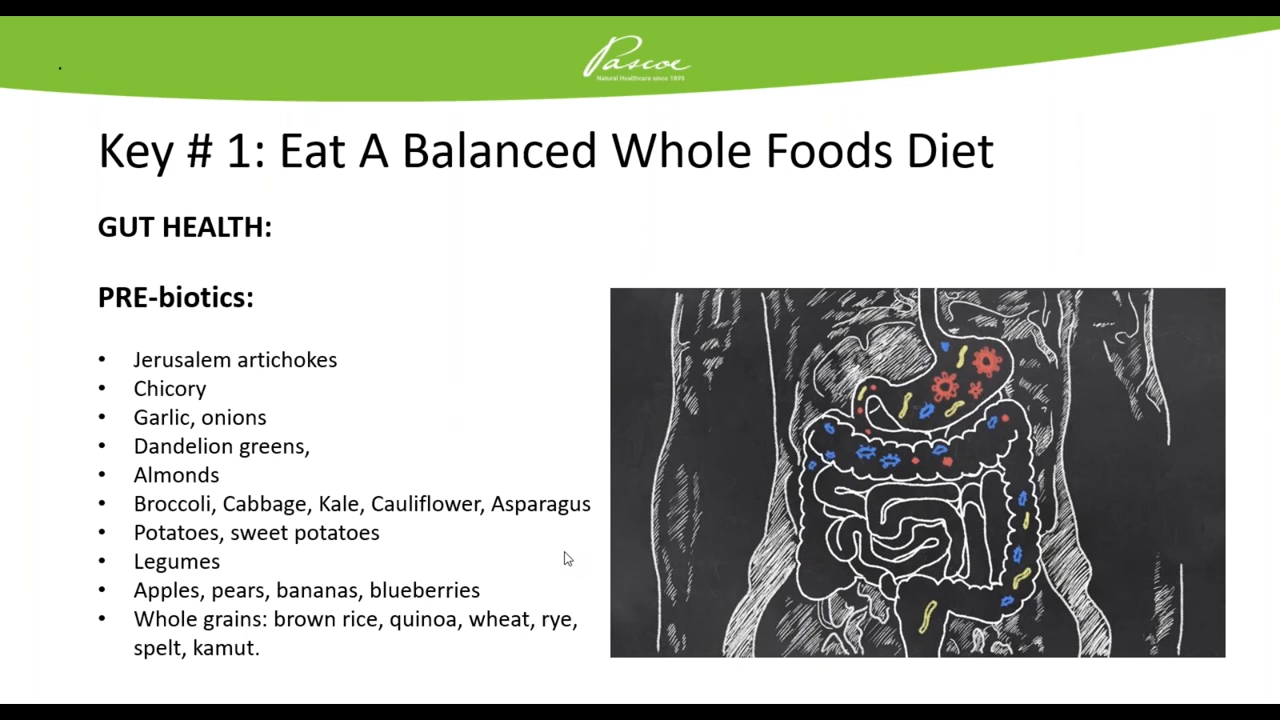 Pascoe
Natural Healthcare since 1895
Key # 1: Eat A Balanced Whole Foods Diet
GUT HEALTH:
PRE-biotics:
• Jerusalem artichokes
• Chicory
• Garlic, onions
• Dandelion greens,
• Almonds
• Broccoli, Cabbage, Kale, Cauliflower, Asparagus
• Potatoes, sweet potatoes
• Legumes
• Apples, pears, bananas, blueberries
• Whole grains: brown rice, quinoa, wheat, rye,
spelt, kamut.